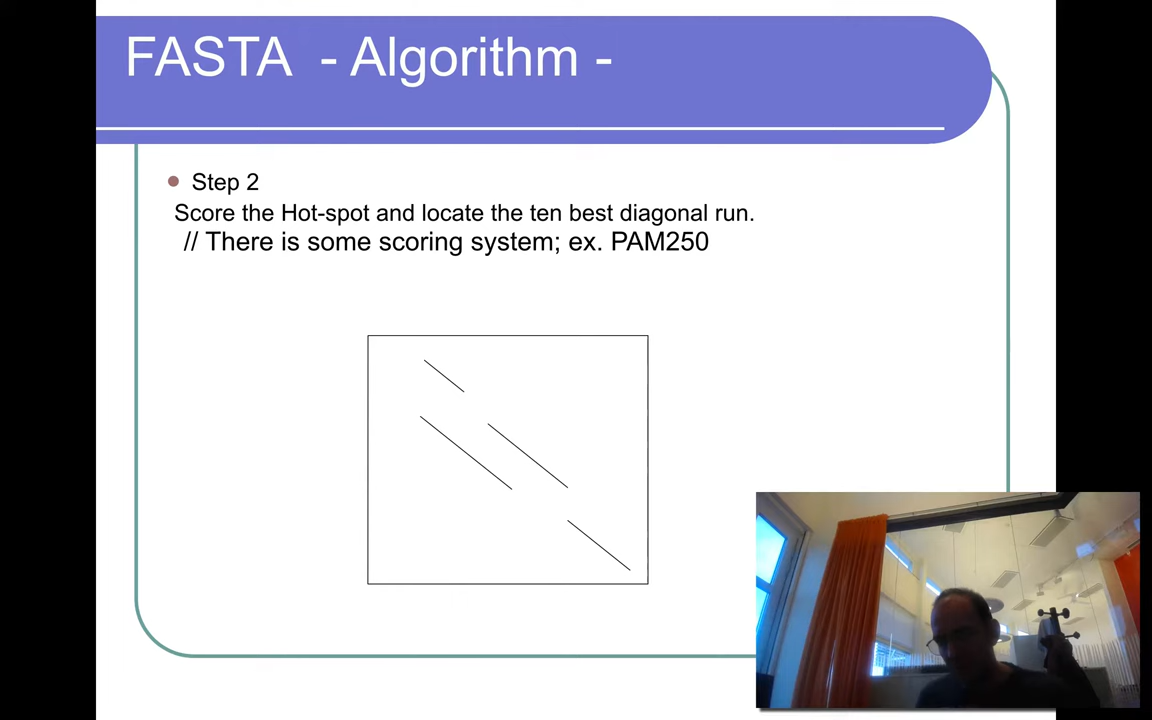 FASTA - Algorithm -
Step 2
Score the Hot-spot and locate the ten best diagonal run.
// There is some scoring system; ex. PAM250